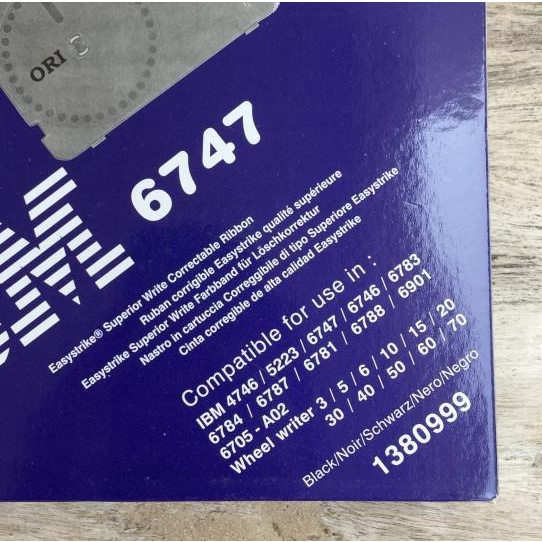 ORI
6747
M
Easystrike® Superior Write Correctable Ribbon
Ruban corrigible Easystrike qualité supérieure
Easystrike Superior Write Farbband für Löschkorrektur
Nastro in cartuccia Correggibile di tipo Superiore Easystrike
Cinta corregible de alta calidad Easystrike
Compatible for use in :
IBM 4746 / 5223 / 6747 / 6746 / 6783
6784 / 6787 / 6781 / 6788 / 6901
6705 - A02
Wheel writer 3 / 5 / 6 / 10 / 15 / 20
30 / 40 / 50 / 60 / 70
Black/Noir/Schwarz/Nero/Negro
1380999